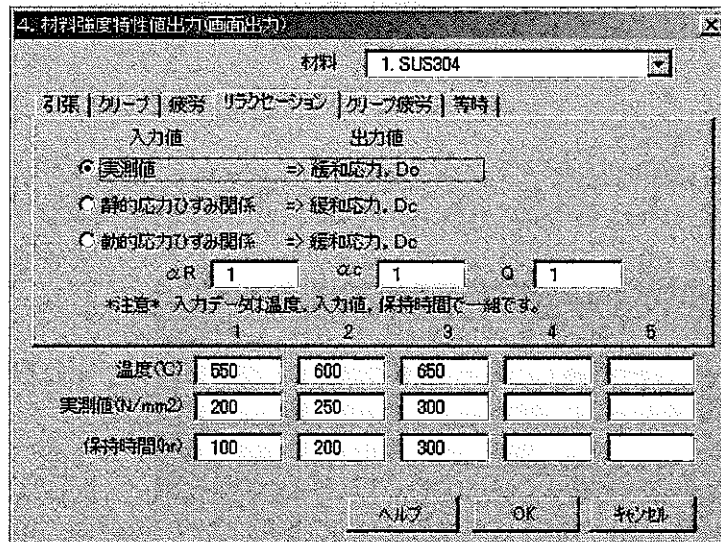 4. 材料強度特性値出力(画面出力)
材料 1. SUS304
引張 クリープ 疲労 リラクセーション クリープ疲労 等時
入力値 出力値
実測値 => 緩和応力, Dc
静的応力ひずみ関係 => 緩和応力, Dc
動的応力ひずみ関係 => 緩和応力, Dc
αR 1 αc 1 Q 1
*注意* 入力データは温度, 入力値, 保持時間で一組です。
1 2 3 4 5
温度(℃) 550 600 650
実測値(N/mm2) 200 250 300
保持時間(hr) 100 200 300
ヘルプ OK キャンセル